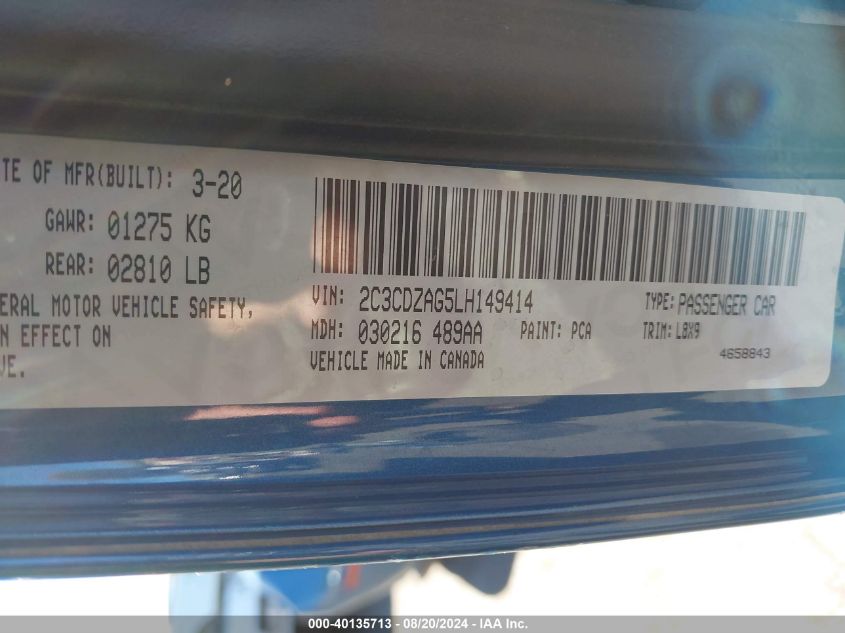 TE OF MFR(BUILT): 3-20
GAWR: 01275 KG
REAR: 02810 LB
ERAL MOTOR VEHICLE SAFETY,
N EFFECT ON
VE.
VIN: 2C3CDZAG5LH149414 TYPE: PASSENGER CAR
MDH: 030216 489AA PAINT: PCA TRIM: L8X9
VEHICLE MADE IN CANADA 4658843
000-40135713 - 08/20/2024 - IAA Inc.